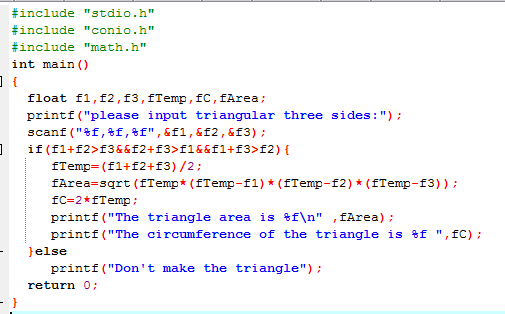 #include "stdio.h"
#include "conio.h"
#include "math.h"
int main()
{
float f1,f2,f3,fTemp,fC,fArea;
printf("please input triangular three sides:");
scanf("%f,%f,%f",&f1,&f2,&f3);
if(f1+f2>f3&&f2+f3>f1&&f1+f3>f2){
fTemp=(f1+f2+f3)/2;
fArea=sqrt(fTemp*(fTemp-f1)*(fTemp-f2)*(fTemp-f3));
fC=2*fTemp;
printf("The triangle area is %f\n" ,fArea);
printf("The circumference of the triangle is %f ",fC);
}else
printf("Don't make the triangle");
return 0;
}